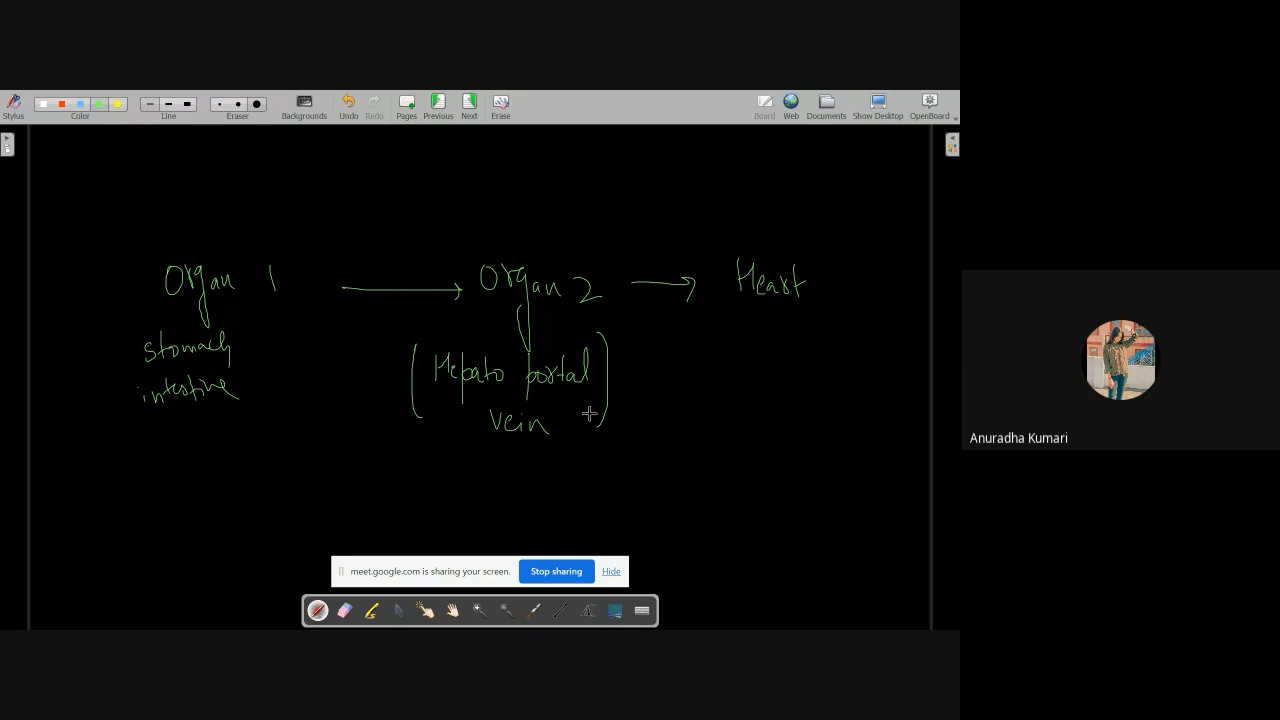 Stylus
Color
Line
Eraser
Backgrounds
Undo
Redo
Pages
Previous
Next
Erase
Board
Web
Documents
Show Desktop
OpenBoard
Organ 1 → Organ 2 → Heart
stomach
intestine
(Hepato portal
vein)
Anuradha Kumari
meet.google.com is sharing your screen.
Stop sharing
Hide